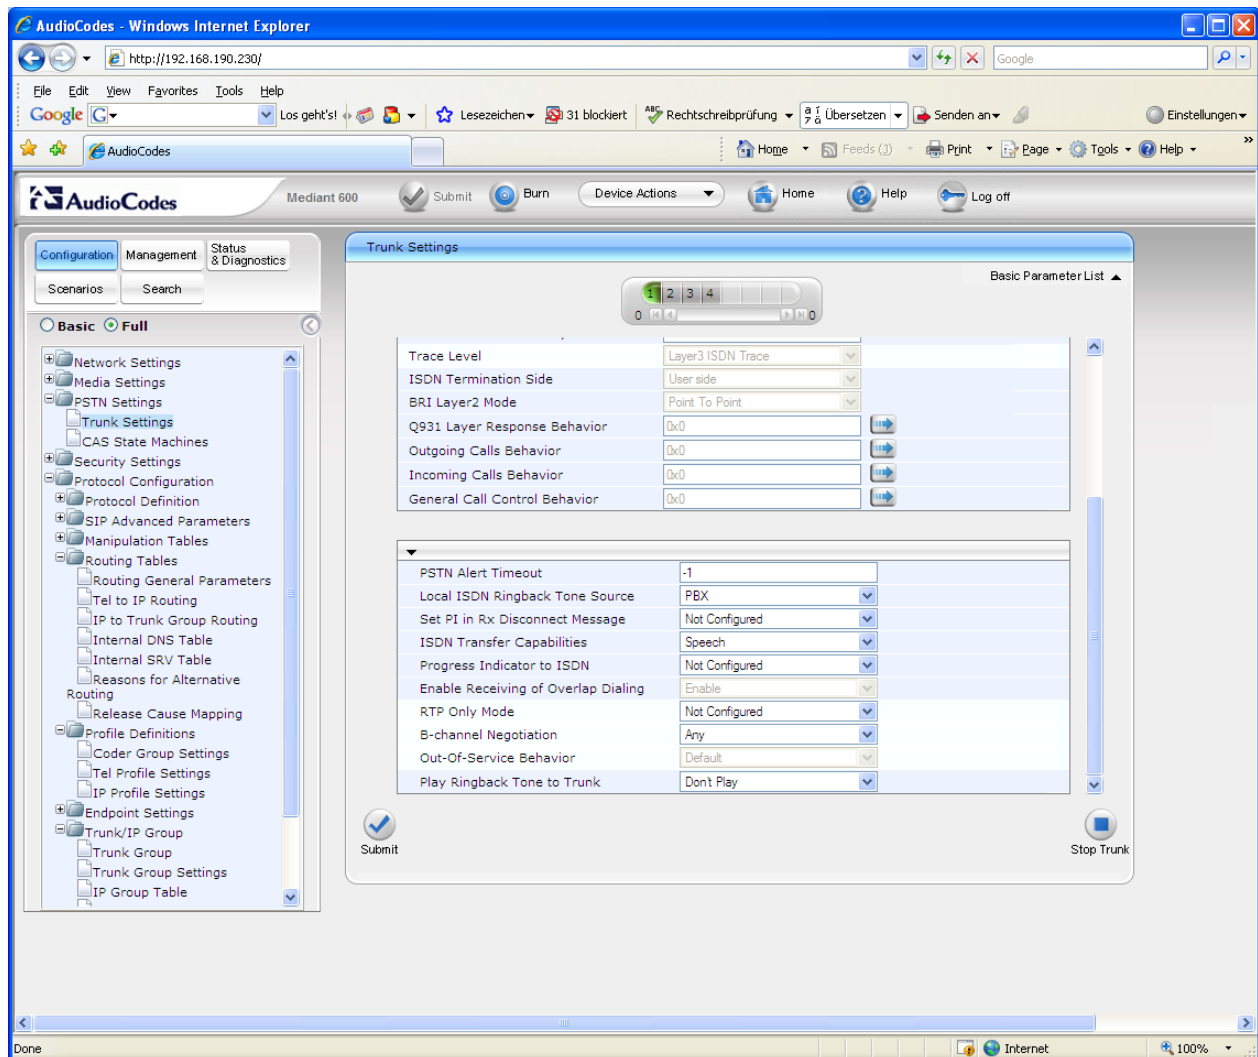 AudioCodes - Windows Internet Explorer
http://192.168.190.230/
Google
File Edit View Favorites Tools Help
Google G Los geht's! Lesezeichen 31 blockiert Rechtschreibprüfung Übersetzen Senden an Einstellungen
AudioCodes Home Feeds (J) Print Page Tools Help
AudioCodes Mediant 600 Submit Burn Device Actions Home Help Log off
Configuration Management Status & Diagnostics
Scenarios Search
Basic Full
Network Settings
Media Settings
PSTN Settings
Trunk Settings
CAS State Machines
Security Settings
Protocol Configuration
Protocol Definition
SIP Advanced Parameters
Manipulation Tables
Routing Tables
Routing General Parameters
Tel to IP Routing
IP to Trunk Group Routing
Internal DNS Table
Internal SRV Table
Reasons for Alternative
Routing
Release Cause Mapping
Profile Definitions
Coder Group Settings
Tel Profile Settings
IP Profile Settings
Endpoint Settings
Trunk/IP Group
Trunk Group
Trunk Group Settings
IP Group Table
Trunk Settings
Basic Parameter List
1 2 3 4
0 0
Trace Level Layer3 ISDN Trace
ISDN Termination Side User side
BRI Layer2 Mode Point To Point
Q931 Layer Response Behavior 0x0
Outgoing Calls Behavior 0x0
Incoming Calls Behavior 0x0
General Call Control Behavior 0x0
PSTN Alert Timeout -1
Local ISDN Ringback Tone Source PBX
Set PI in Rx Disconnect Message Not Configured
ISDN Transfer Capabilities Speech
Progress Indicator to ISDN Not Configured
Enable Receiving of Overlap Dialing Enable
RTP Only Mode Not Configured
B-channel Negotiation Any
Out-Of-Service Behavior Default
Play Ringback Tone to Trunk Don't Play
Submit Stop Trunk
Done Internet 100%